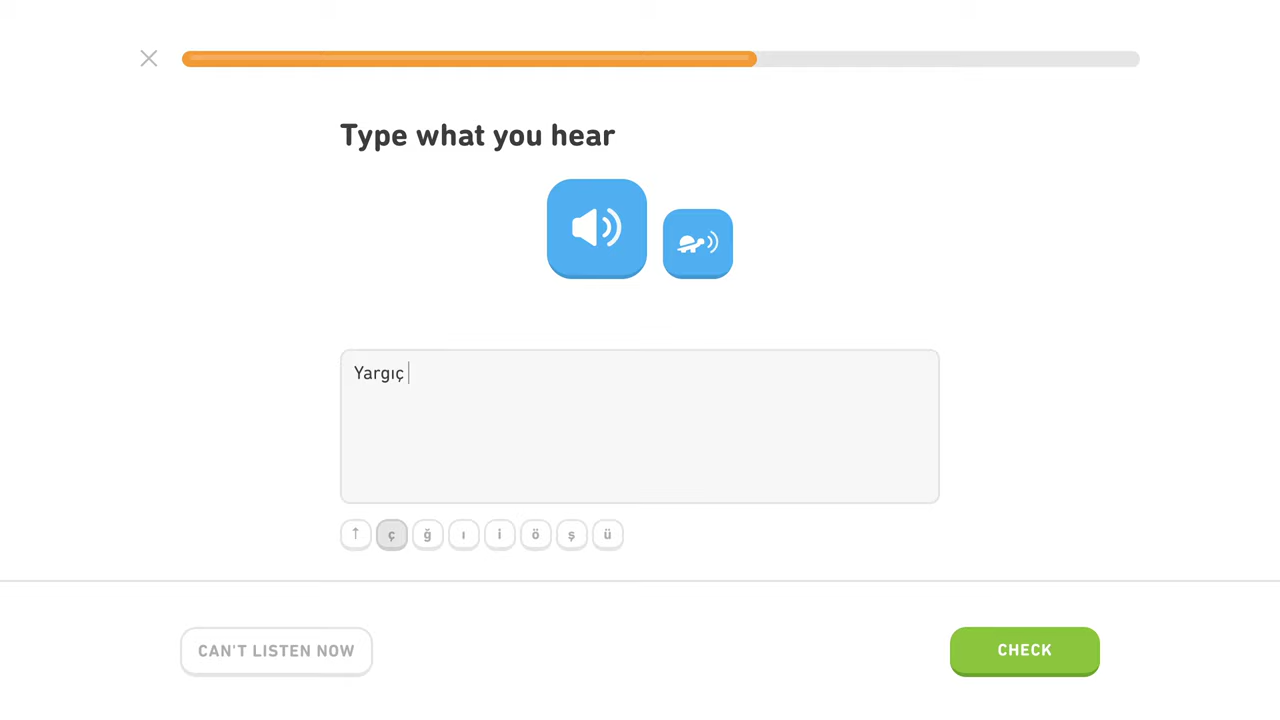 Type what you hear
Yargıç
↑ ç ğ ı i ö ş ü
CAN'T LISTEN NOW
CHECK